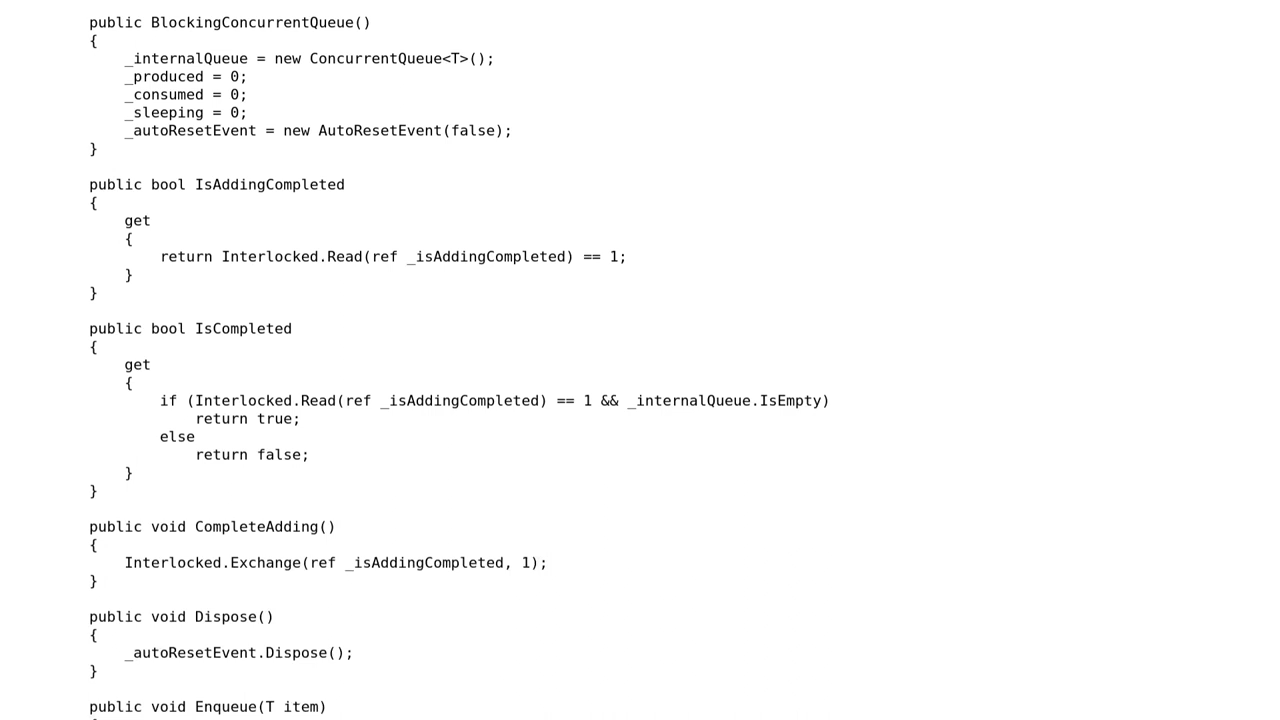 public BlockingConcurrentQueue()
{
    _internalQueue = new ConcurrentQueue<T>();
    _produced = 0;
    _consumed = 0;
    _sleeping = 0;
    _autoResetEvent = new AutoResetEvent(false);
}

public bool IsAddingCompleted
{
    get
    {
        return Interlocked.Read(ref _isAddingCompleted) == 1;
    }
}

public bool IsCompleted
{
    get
    {
        if (Interlocked.Read(ref _isAddingCompleted) == 1 && _internalQueue.IsEmpty)
            return true;
        else
            return false;
    }
}

public void CompleteAdding()
{
    Interlocked.Exchange(ref _isAddingCompleted, 1);
}

public void Dispose()
{
    _autoResetEvent.Dispose();
}

public void Enqueue(T item)